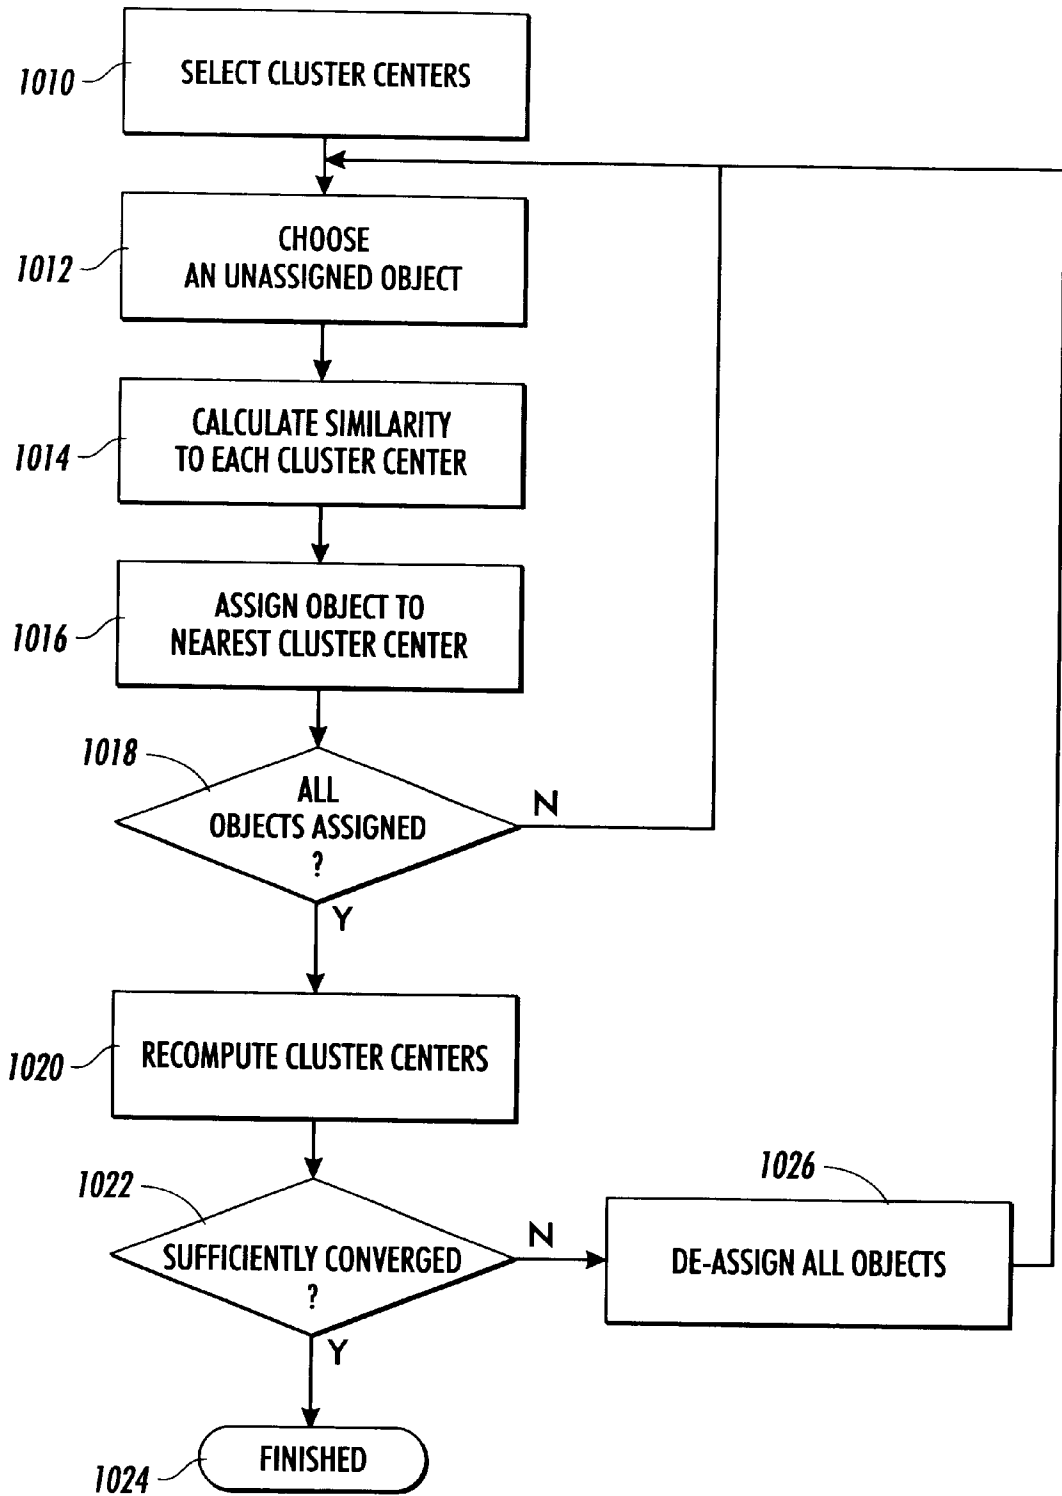 1010
SELECT CLUSTER CENTERS
1012
CHOOSE
AN UNASSIGNED OBJECT
1014
CALCULATE SIMILARITY
TO EACH CLUSTER CENTER
1016
ASSIGN OBJECT TO
NEAREST CLUSTER CENTER
1018
ALL
OBJECTS ASSIGNED
?
N
Y
1020
RECOMPUTE CLUSTER CENTERS
1022
SUFFICIENTLY CONVERGED
?
N
Y
1026
DE-ASSIGN ALL OBJECTS
1024
FINISHED